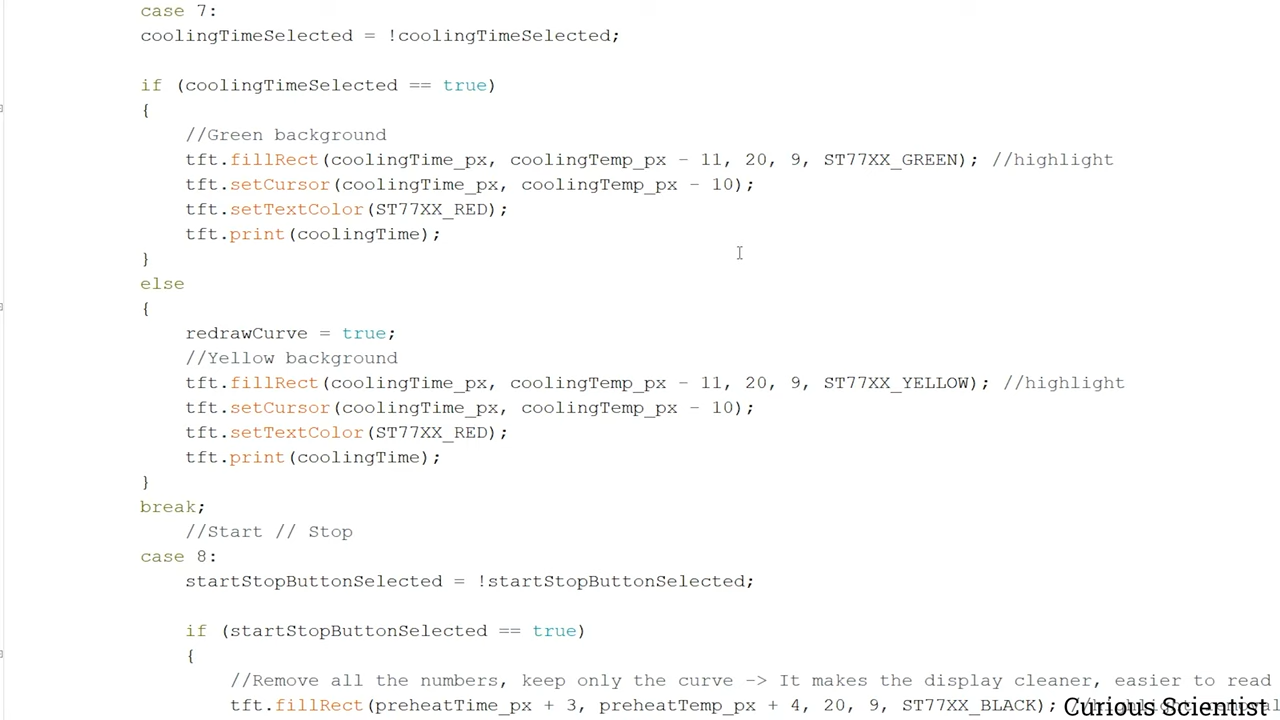 case 7:
coolingTimeSelected = !coolingTimeSelected;
if (coolingTimeSelected == true)
{
//Green background
tft.fillRect(coolingTime_px, coolingTemp_px - 11, 20, 9, ST77XX_GREEN); //highlight
tft.setCursor(coolingTime_px, coolingTemp_px - 10);
tft.setTextColor(ST77XX_RED);
tft.print(coolingTime);
}
else
{
redrawCurve = true;
//Yellow background
tft.fillRect(coolingTime_px, coolingTemp_px - 11, 20, 9, ST77XX_YELLOW); //highlight
tft.setCursor(coolingTime_px, coolingTemp_px - 10);
tft.setTextColor(ST77XX_RED);
tft.print(coolingTime);
}
break;
//Start // Stop
case 8:
startStopButtonSelected = !startStopButtonSelected;
if (startStopButtonSelected == true)
{
//Remove all the numbers, keep only the curve -> It makes the display cleaner, easier to read
tft.fillRect(preheatTime_px + 3, preheatTemp_px + 4, 20, 9, ST77XX_BLACK);
Curious Scientist